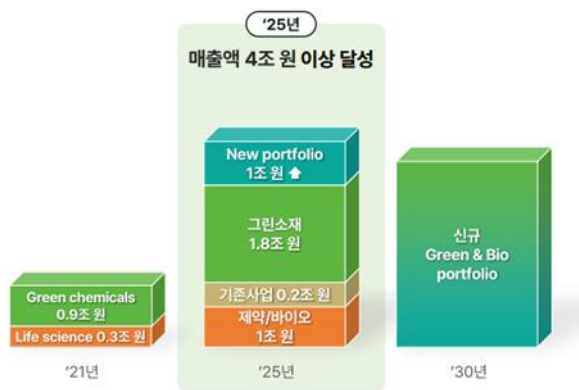 '25년
매출액 4조 원 이상 달성
New portfolio
1조 원 ⬆
그린소재
1.8조 원
기존사업 0.2조 원
제약/바이오
1조 원
Green chemicals
0.9조 원
Life science 0.3조 원
신규
Green & Bio
portfolio
'21년
'25년
'30년